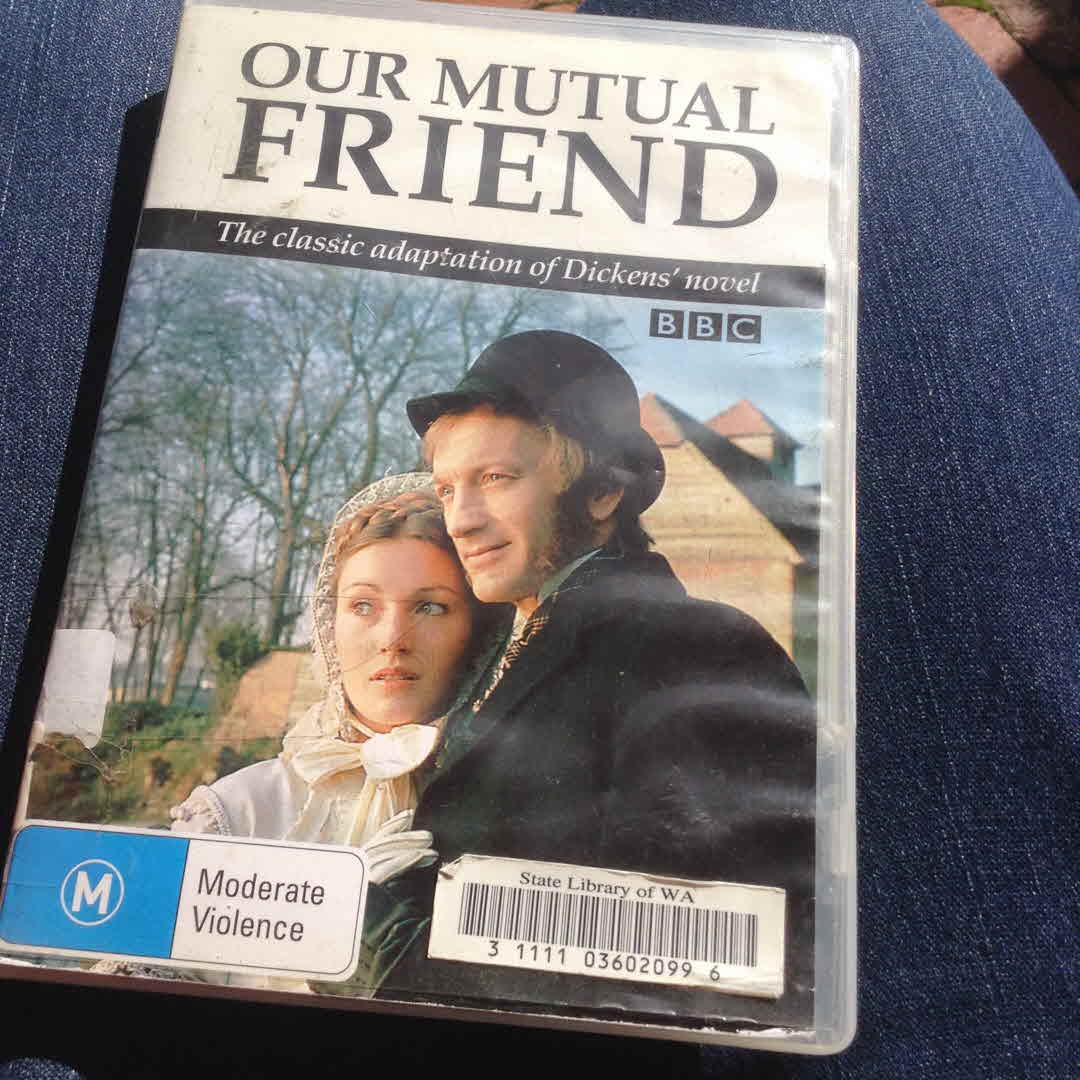 OUR MUTUAL
FRIEND
The classic adaptation of Dickens' novel
BBC
M
Moderate
Violence
State Library of WA
3 1111 03602099 6